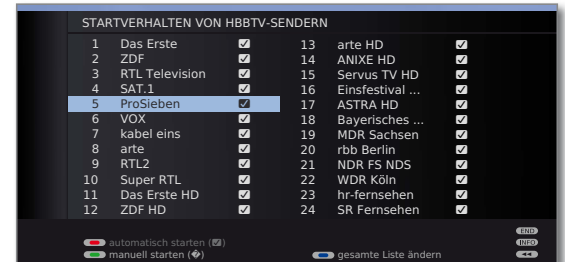 STARTVERHALTEN VON HBBTV-SENDERN
1 Das Erste ☑
2 ZDF ☑
3 RTL Television ☑
4 SAT.1 ☑
5 ProSieben ☑
6 VOX ☑
7 kabel eins ☑
8 arte ☑
9 RTL2 ☑
10 Super RTL ☑
11 Das Erste HD ☑
12 ZDF HD ☑
13 arte HD ☑
14 ANIXE HD ☑
15 Servus TV HD ☑
16 Einsfestival ... ☑
17 ASTRA HD ☑
18 Bayerisches ... ☑
19 MDR Sachsen ☑
20 rbb Berlin ☑
21 NDR FS NDS ☑
22 WDR Köln ☑
23 hr-fernsehen ☑
24 SR Fernsehen ☑
automatisch starten (☑)
manuell starten (�)
gesamte Liste ändern
END
INFO
◄◄